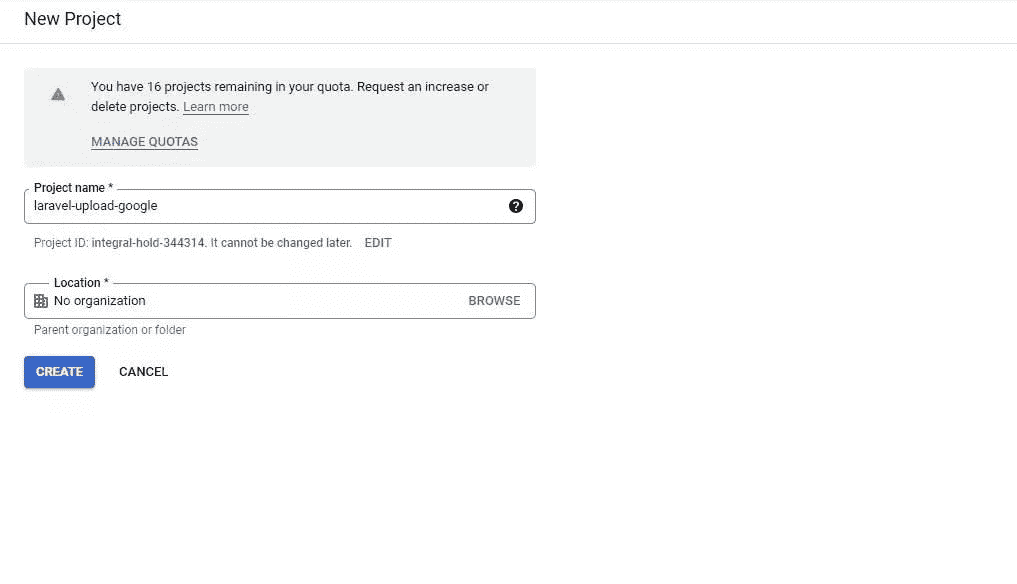 New Project
You have 16 projects remaining in your quota. Request an increase or
delete projects. Learn more
MANAGE QUOTAS
Project name *
laravel-upload-google
Project ID: integral-hold-344314. It cannot be changed later. EDIT
Location *
No organization BROWSE
Parent organization or folder
CREATE CANCEL